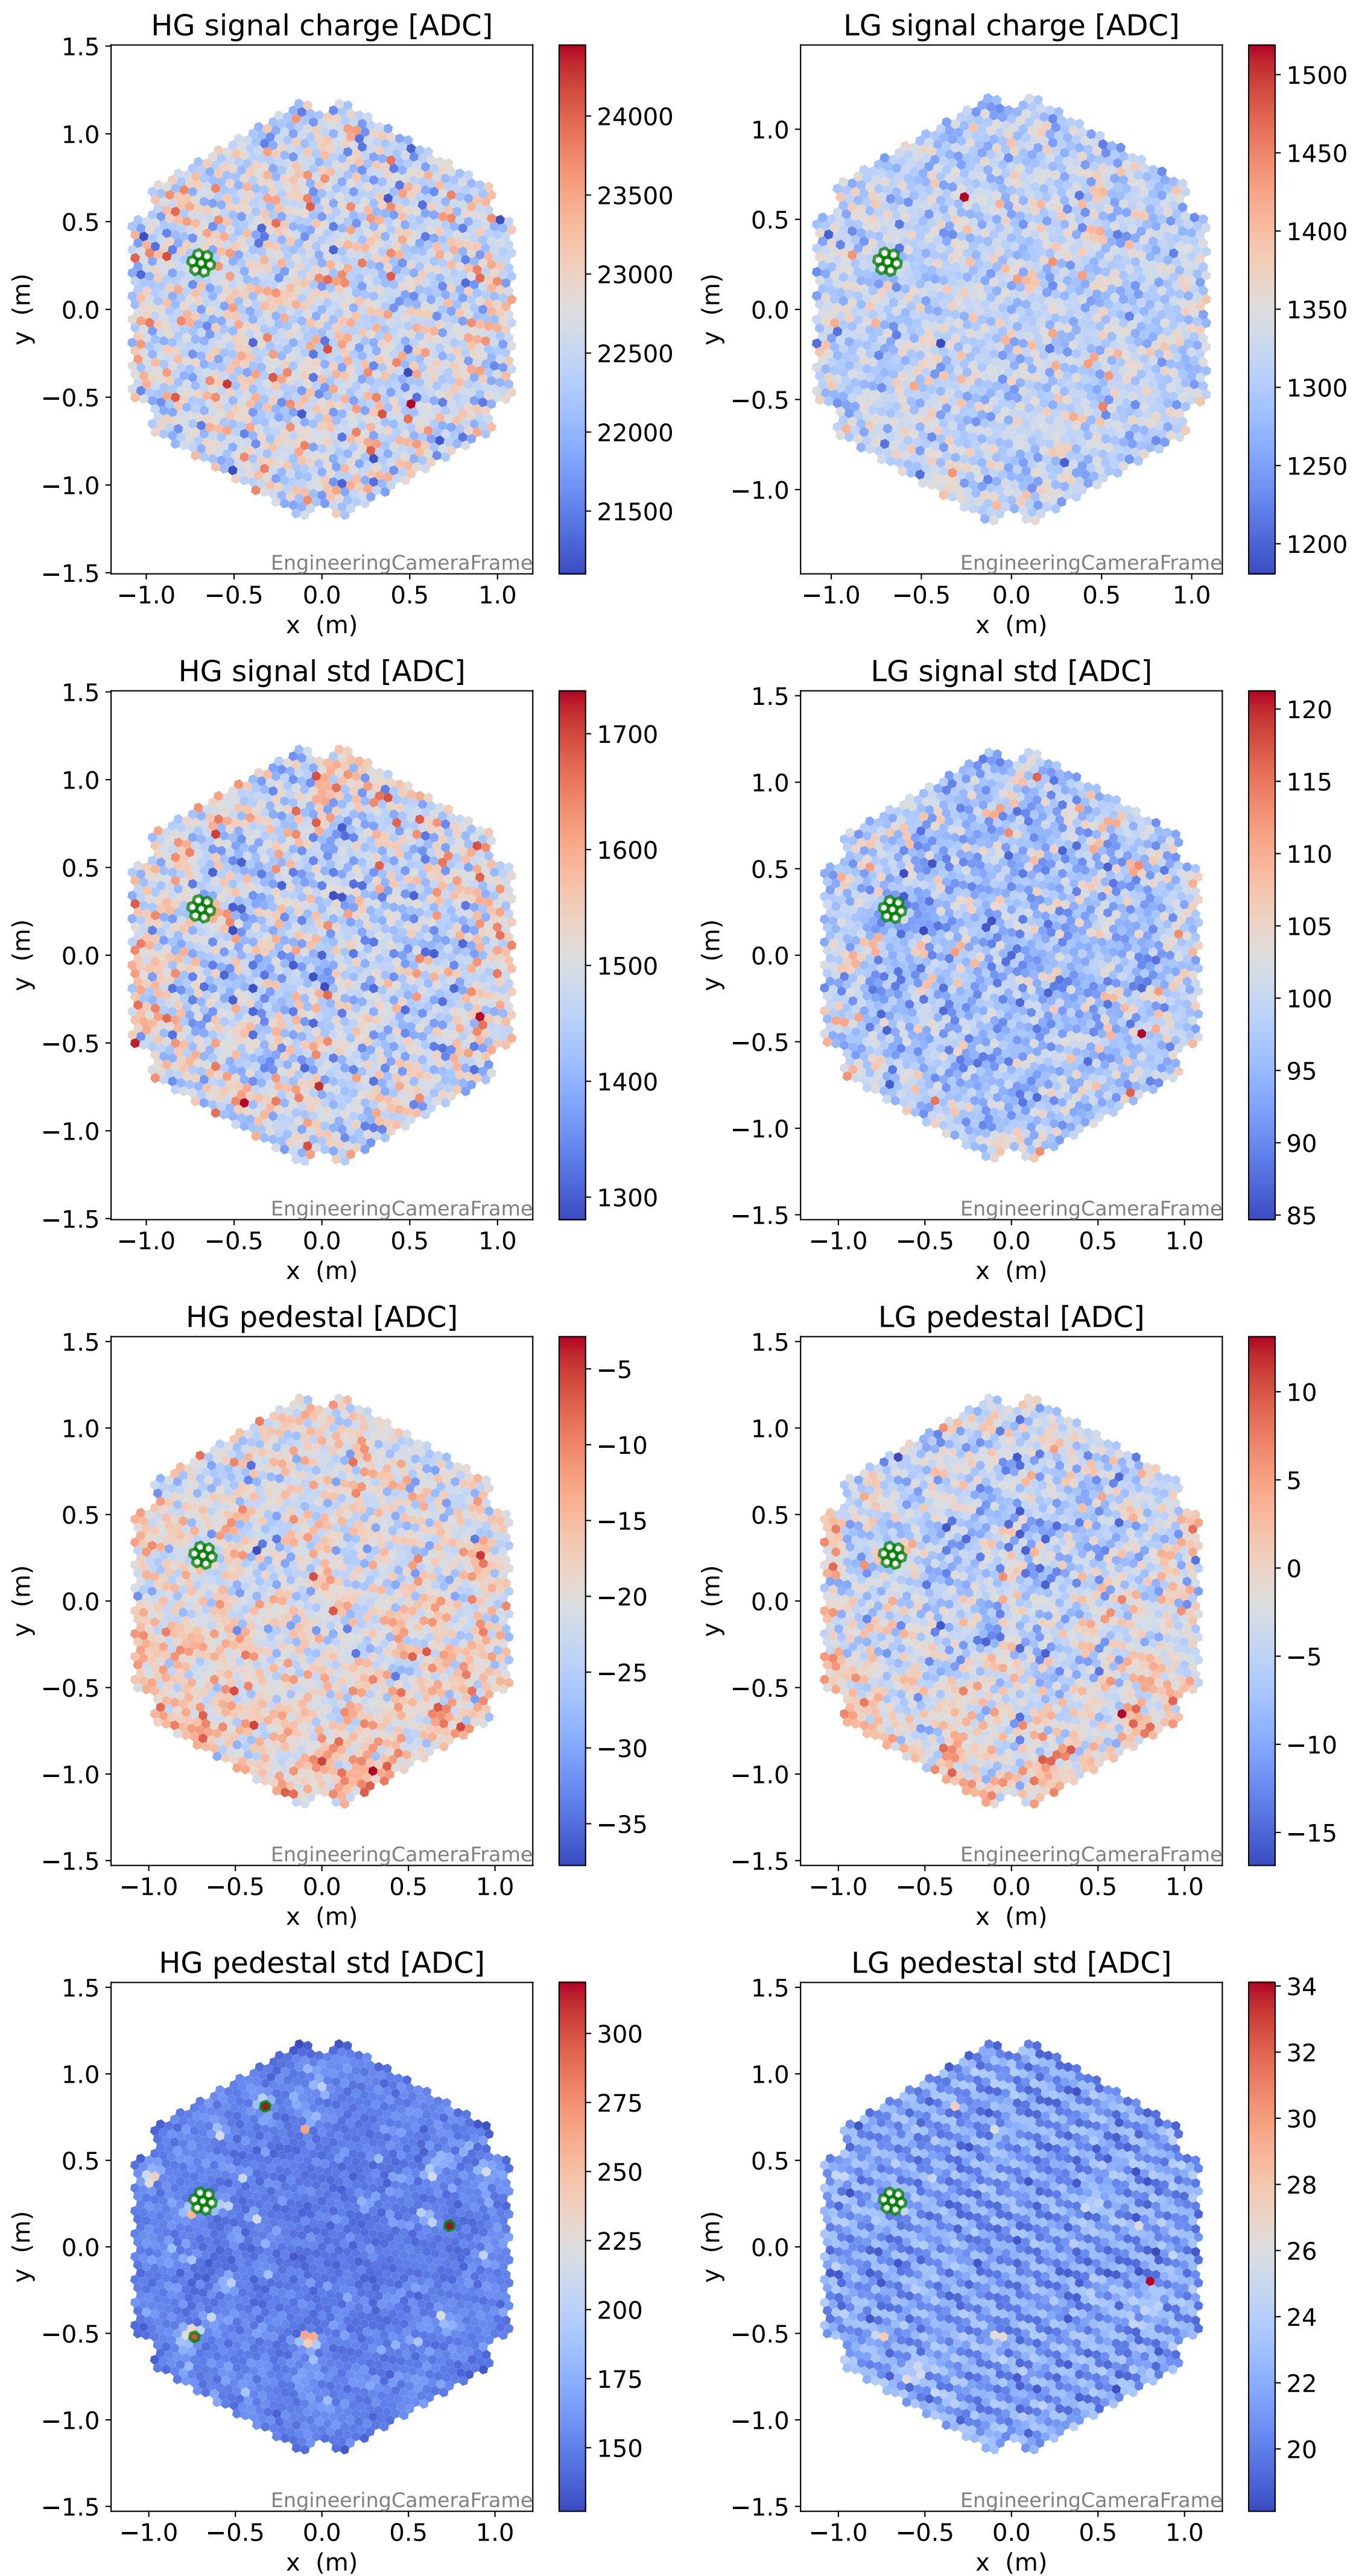 HG signal charge [ADC]
1.5
1.0
0.5
0.0
−0.5
−1.0
−1.5
y (m)
−1.0 −0.5 0.0 0.5 1.0
x (m)
EngineeringCameraFrame
24000
23500
23000
22500
22000
21500
LG signal charge [ADC]
1.0
0.5
0.0
−0.5
−1.0
y (m)
−1.0 −0.5 0.0 0.5 1.0
x (m)
EngineeringCameraFrame
1500
1450
1400
1350
1300
1250
1200
HG signal std [ADC]
1.5
1.0
0.5
0.0
−0.5
−1.0
−1.5
y (m)
−1.0 −0.5 0.0 0.5 1.0
x (m)
EngineeringCameraFrame
1700
1600
1500
1400
1300
LG signal std [ADC]
1.5
1.0
0.5
0.0
−0.5
−1.0
−1.5
y (m)
−1.0 −0.5 0.0 0.5 1.0
x (m)
EngineeringCameraFrame
120
115
110
105
100
95
90
85
HG pedestal [ADC]
1.5
1.0
0.5
0.0
−0.5
−1.0
−1.5
y (m)
−1.0 −0.5 0.0 0.5 1.0
x (m)
EngineeringCameraFrame
−5
−10
−15
−20
−25
−30
−35
LG pedestal [ADC]
1.5
1.0
0.5
0.0
−0.5
−1.0
−1.5
y (m)
−1.0 −0.5 0.0 0.5 1.0
x (m)
EngineeringCameraFrame
10
5
0
−5
−10
−15
HG pedestal std [ADC]
1.5
1.0
0.5
0.0
−0.5
−1.0
−1.5
y (m)
−1.0 −0.5 0.0 0.5 1.0
x (m)
EngineeringCameraFrame
300
275
250
225
200
175
150
LG pedestal std [ADC]
1.5
1.0
0.5
0.0
−0.5
−1.0
−1.5
y (m)
−1.0 −0.5 0.0 0.5 1.0
x (m)
EngineeringCameraFrame
34
32
30
28
26
24
22
20